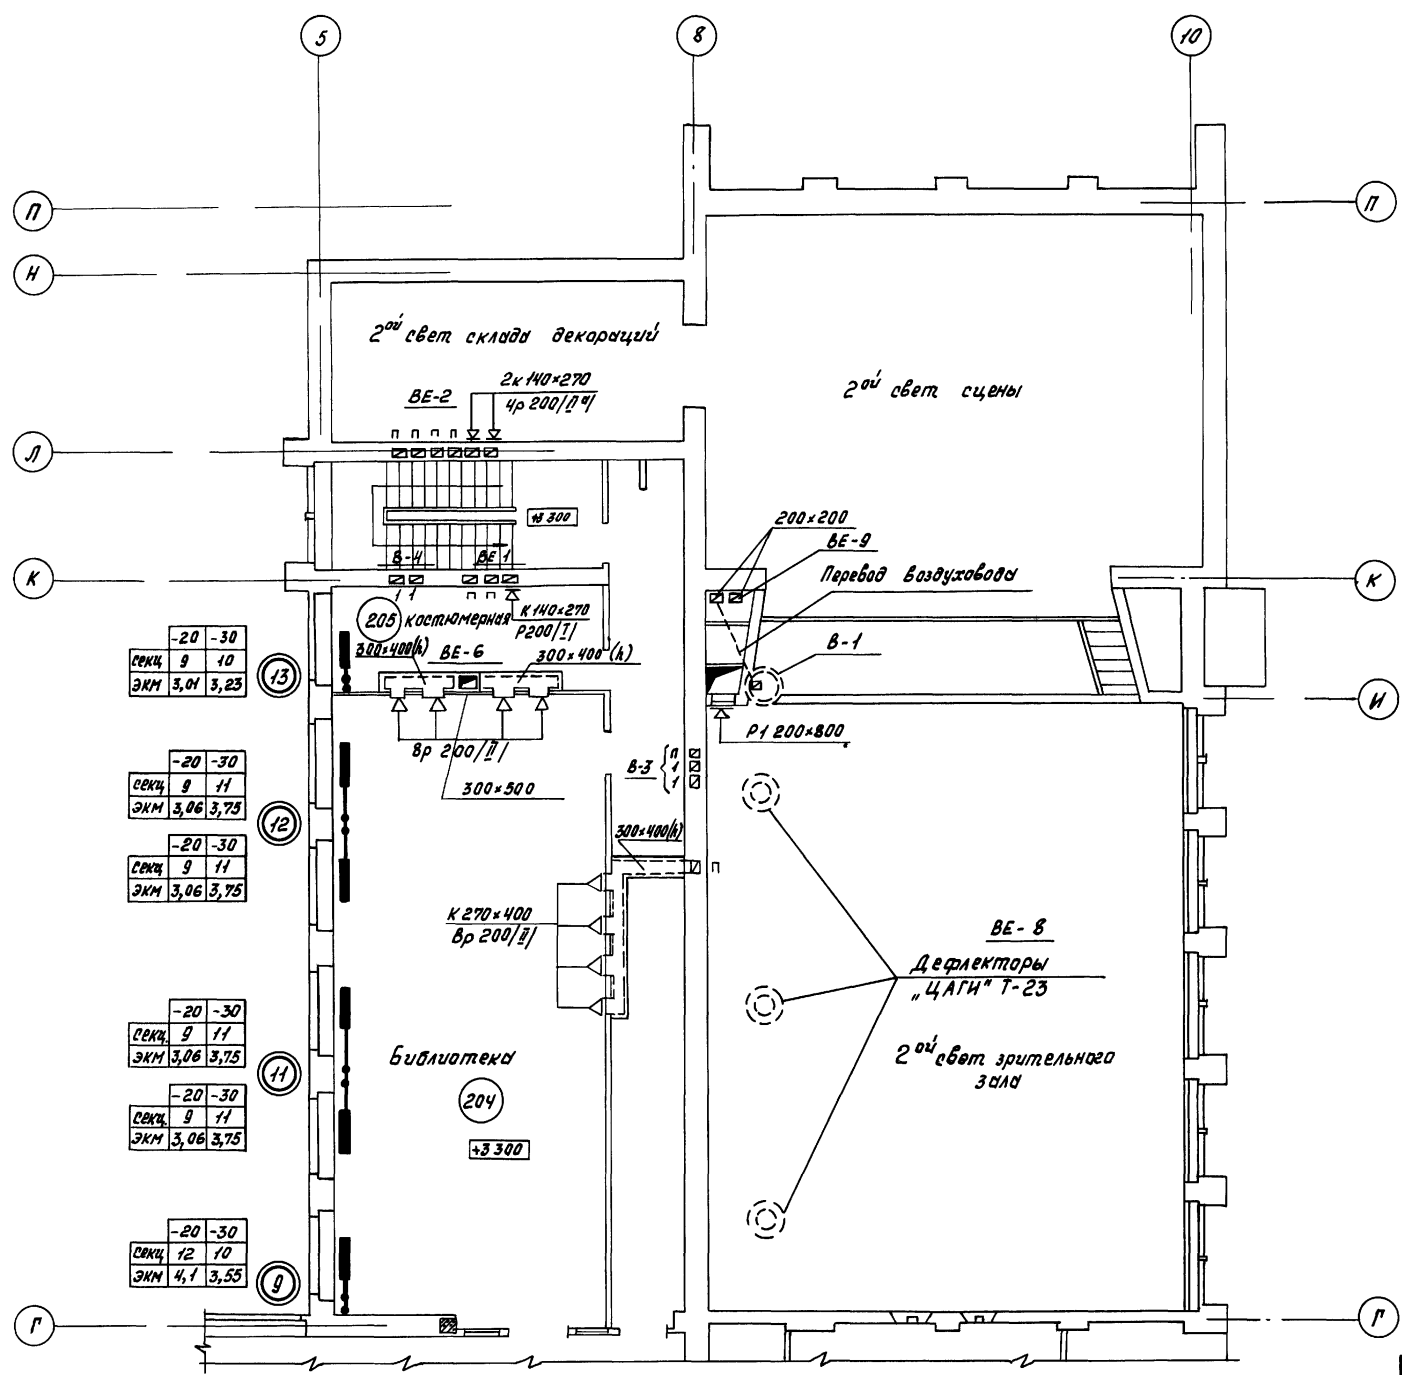 5
8
10
П
П
Н
2ой свет склада декораций
2к 140×270
4р 200/II а/
ВЕ-2
2ой свет сцены
Л
+3 300
200×200
ВЕ-9
Перевод воздуховода
К
К
В-4
ВЕ 1
1 1
205 костюмерная
К 140×270
Р200/I/
В-1
300×400(h)
ВЕ-6
300×400(h)
-20 -30
секц 9 10
экм 3,01 3,23
13
И
Р1 200×800
Вр 200/II/
300×500
В-3
П
1
1
-20 -30
секц 9 11
экм 3,06 3,75
12
-20 -30
секц 9 11
экм 3,06 3,75
300×400(h)
П
К 270×400
Вр 200/II/
ВЕ-8
Дефлекторы
„ЦАГИ" Т-23
2ой свет зрительного
зала
-20 -30
секц. 9 11
экм 3,06 3,75
11
-20 -30
секц. 9 11
экм 3,06 3,75
Библиотека
204
+3 300
-20 -30
секц 12 10
экм 4,1 3,55
9
Г
Г